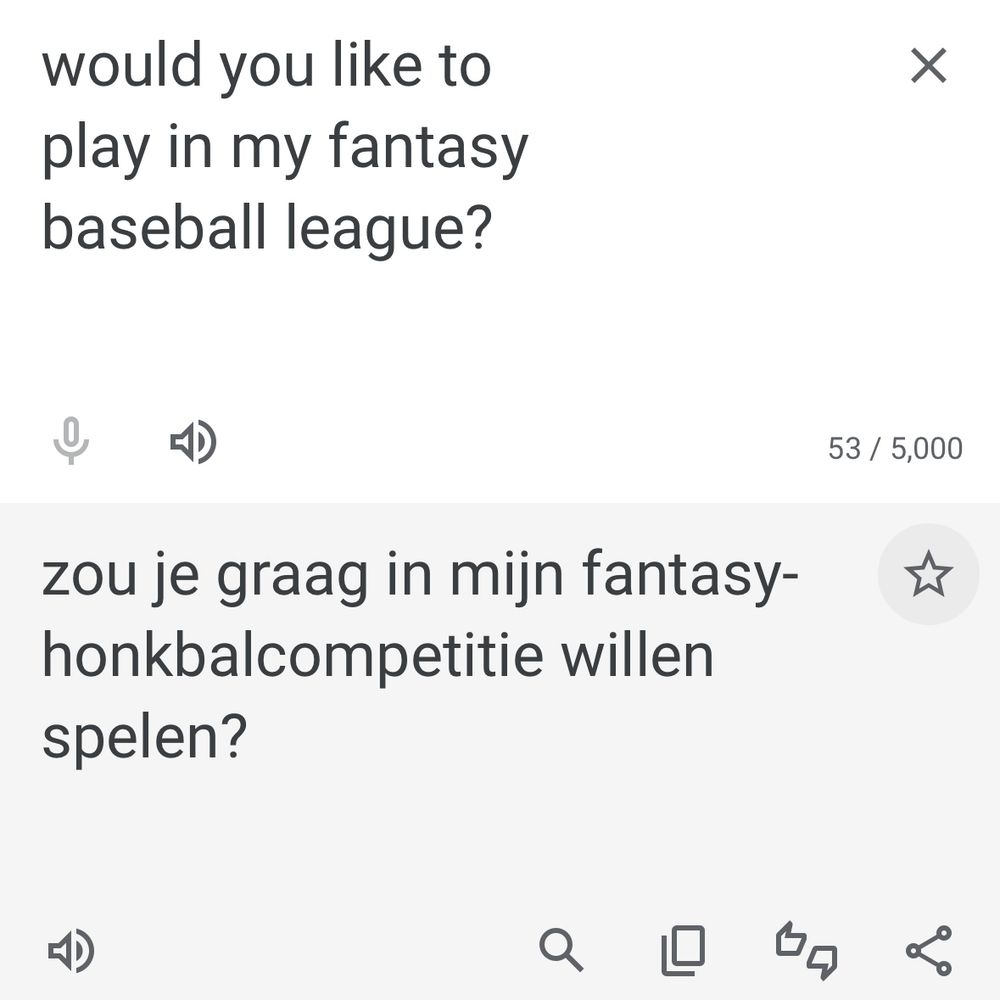 would you like to
play in my fantasy
baseball league?
53 / 5,000
zou je graag in mijn fantasy-
honkbalcompetitie willen
spelen?